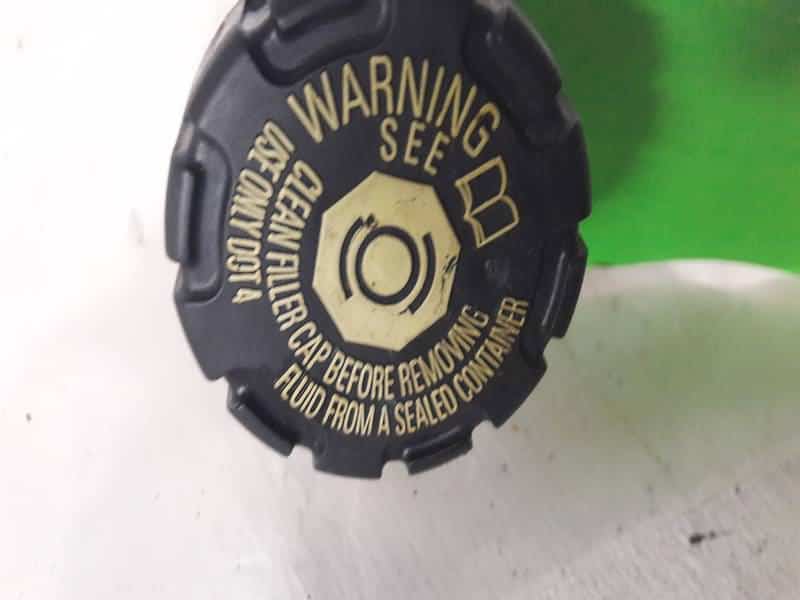 WARNING
SEE
CLEAN FILLER CAP BEFORE REMOVING
USE ONLY DOT 4
FLUID FROM A SEALED CONTAINER